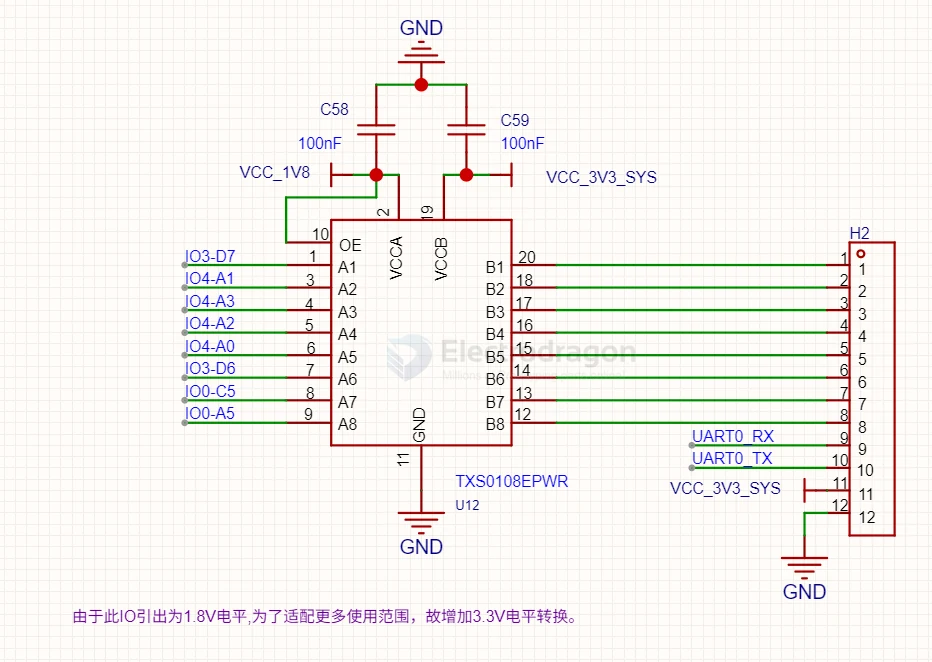 GND
C58
100nF
C59
100nF
VCC_1V8
VCC_3V3_SYS
2
19
10
OE
VCCA
VCCB
IO3-D7
1
A1
B1
20
IO4-A1
3
A2
B2
18
IO4-A3
4
A3
B3
17
IO4-A2
5
A4
B4
16
IO4-A0
6
A5
B5
15
IO3-D6
7
A6
B6
14
IO0-C5
8
A7
B7
13
IO0-A5
9
A8
B8
12
Electrodragon
GND
11
TXS0108EPWR
U12
GND
H2
1
1
2
2
3
3
4
4
5
5
6
6
7
7
8
8
UART0_RX
9
9
UART0_TX
10
10
VCC_3V3_SYS
11
11
12
12
GND
由于此IO引出为1.8V电平,为了适配更多使用范围，故增加3.3V电平转换。